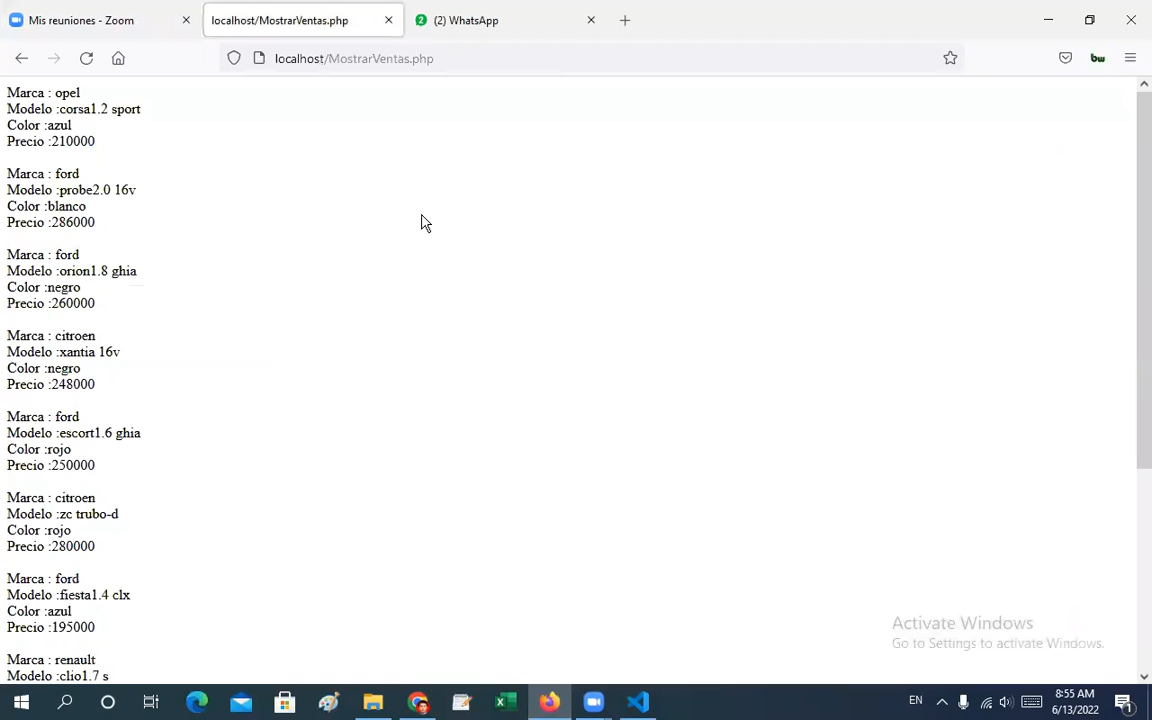 Mis reuniones - Zoom
localhost/MostrarVentas.php
2
(2) WhatsApp
localhost/MostrarVentas.php
bw
Marca : opel
Modelo :corsa1.2 sport
Color :azul
Precio :210000
Marca : ford
Modelo :probe2.0 16v
Color :blanco
Precio :286000
Marca : ford
Modelo :orion1.8 ghia
Color :negro
Precio :260000
Marca : citroen
Modelo :xantia 16v
Color :negro
Precio :248000
Marca : ford
Modelo :escort1.6 ghia
Color :rojo
Precio :250000
Marca : citroen
Modelo :zc trubo-d
Color :rojo
Precio :280000
Marca : ford
Modelo :fiesta1.4 clx
Color :azul
Precio :195000
Marca : renault
Modelo :clio1.7 s
Activate Windows
Go to Settings to activate Windows.
EN
8:55 AM
6/13/2022
1